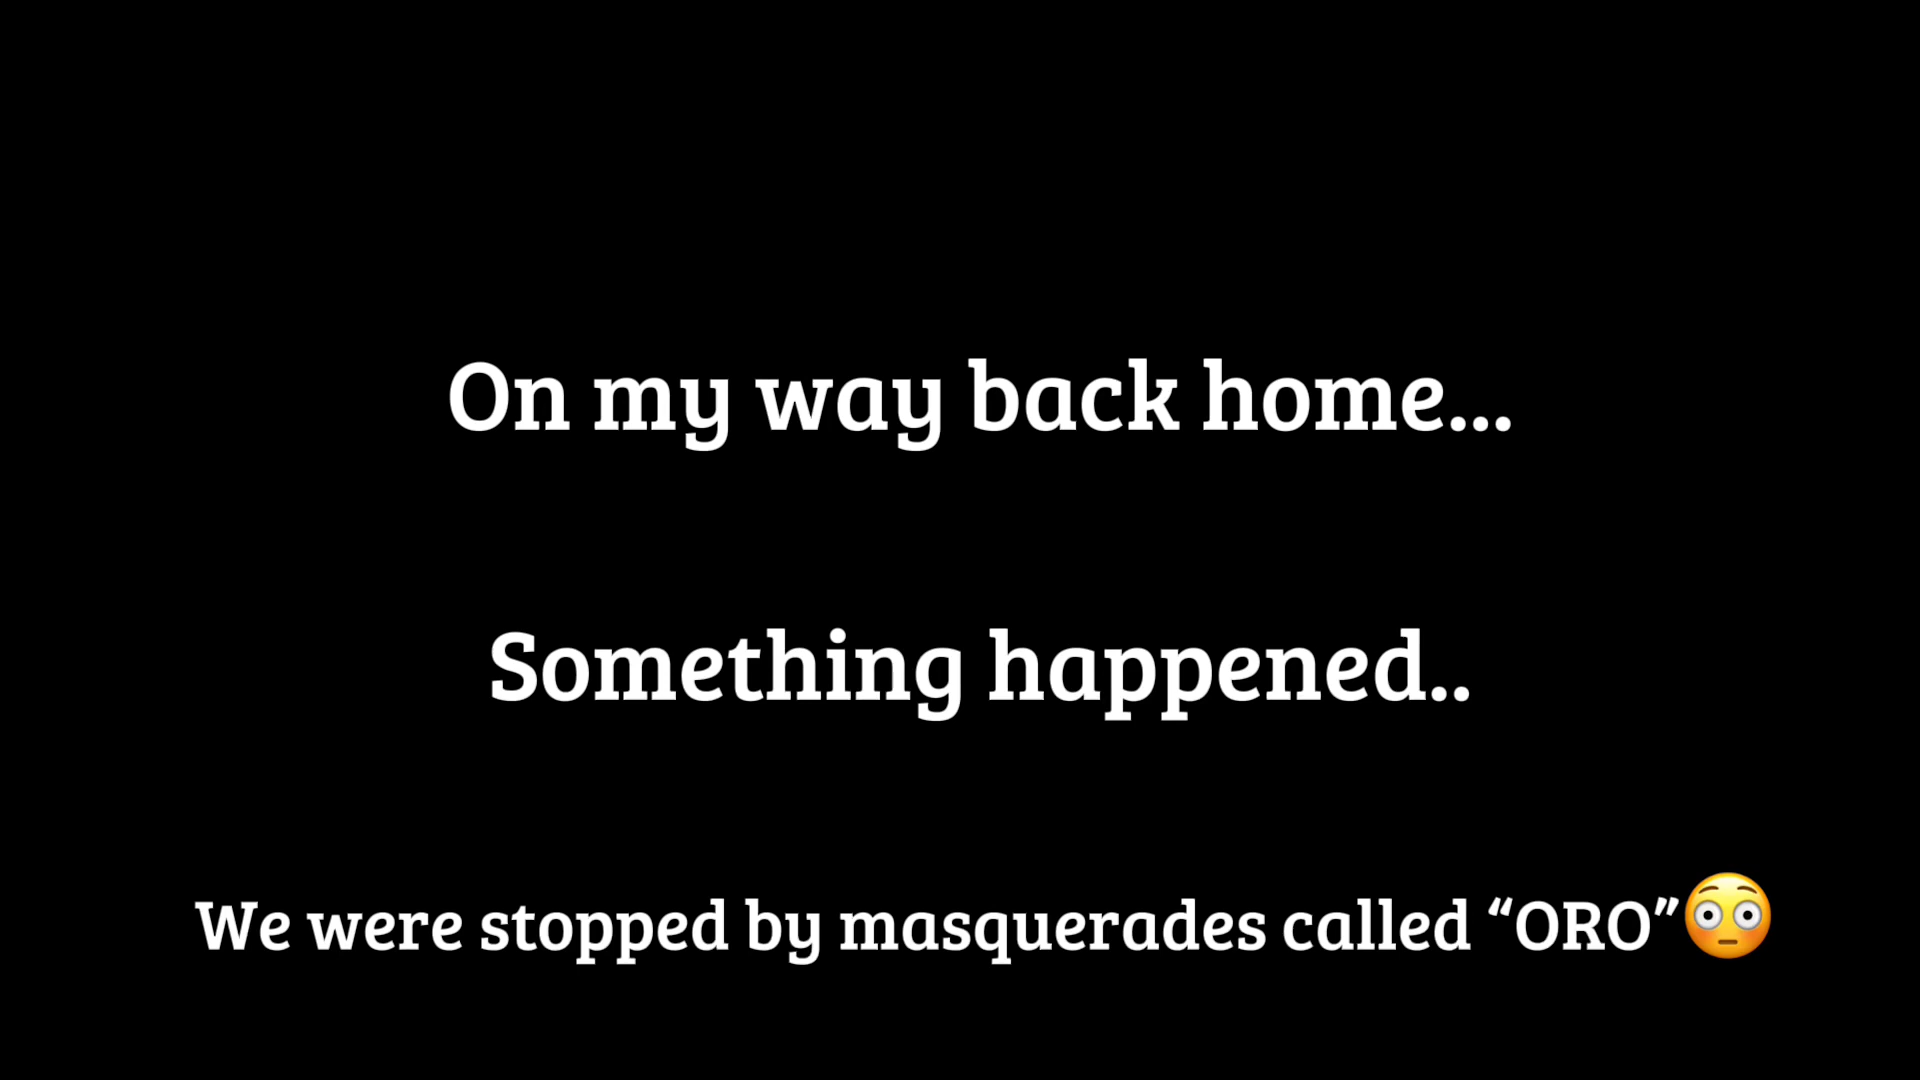 On my way back home...
Something happened..
We were stopped by masquerades called “ORO”😳